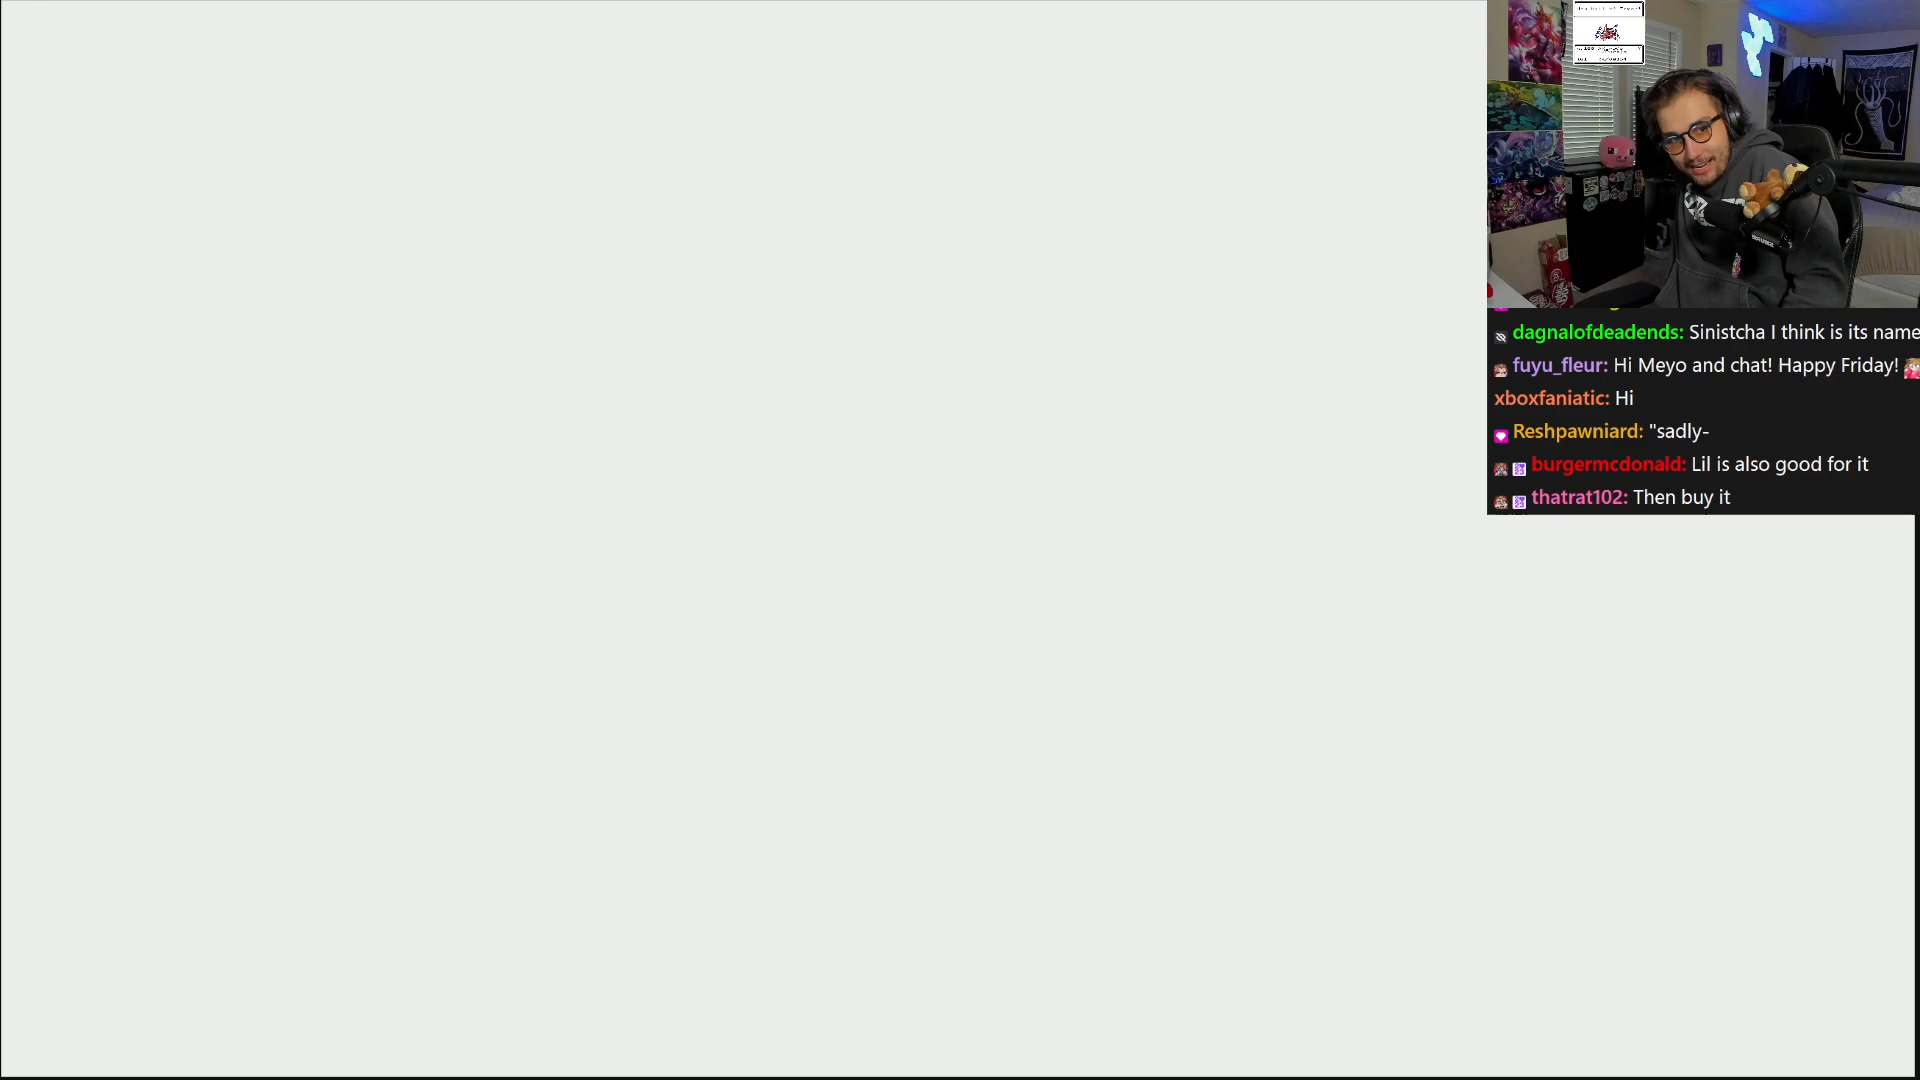 dagnalofdeadends: Sinistcha I think is its name
fuyu_fleur: Hi Meyo and chat! Happy Friday!
xboxfaniatic: Hi
Reshpawniard: "sadly-
burgermcdonald: Lil is also good for it
thatrat102: Then buy it